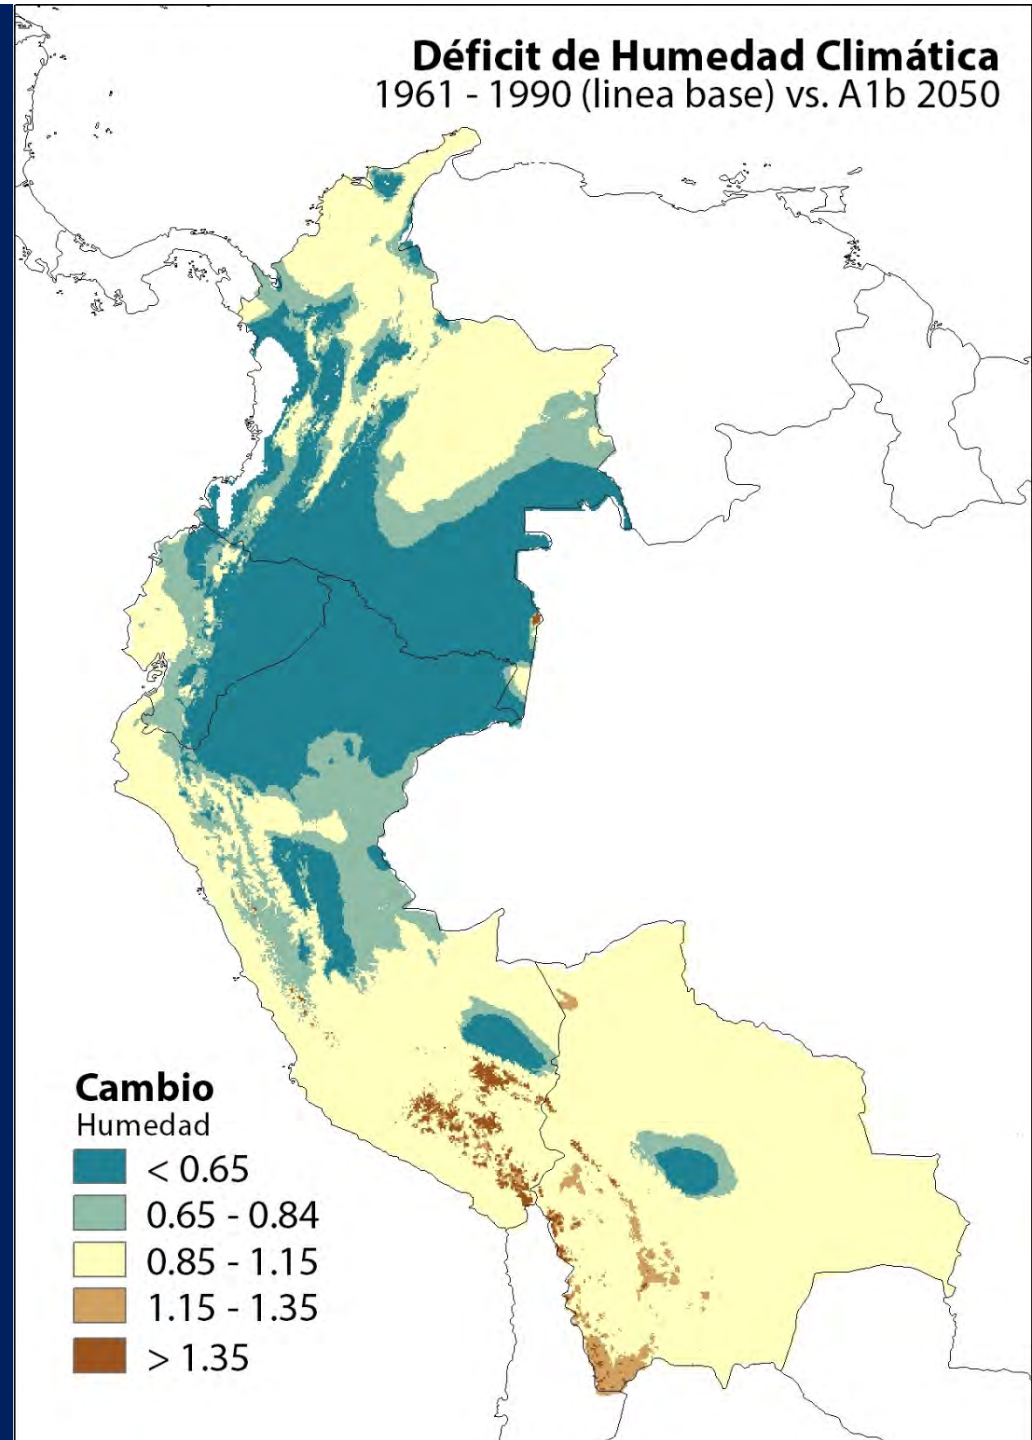 Déficit de Humedad Climática
1961 - 1990 (linea base) vs. A1b 2050
Cambio
Humedad
< 0.65
0.65 - 0.84
0.85 - 1.15
1.15 - 1.35
> 1.35